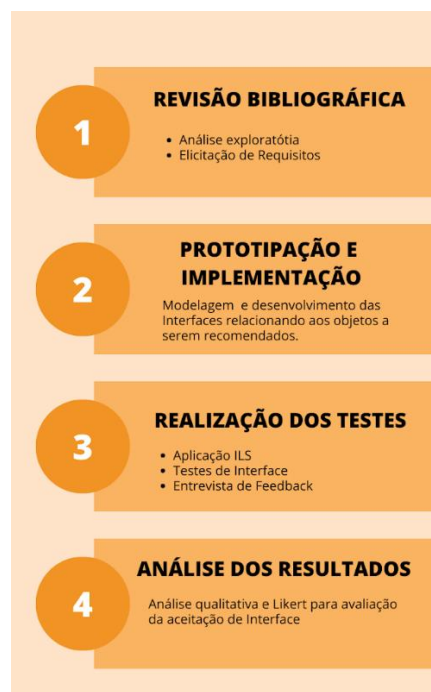 1
REVISÃO BIBLIOGRÁFICA
• Análise exploratótia
• Elicitação de Requisitos
2
PROTOTIPAÇÃO E
IMPLEMENTAÇÃO
Modelagem e desenvolvimento das
Interfaces relacionando aos objetos a
serem recomendados.
3
REALIZAÇÃO DOS TESTES
• Aplicação ILS
• Testes de Interface
• Entrevista de Feedback
4
ANÁLISE DOS RESULTADOS
Análise qualitativa e Likert para avaliação
da aceitação de Interface